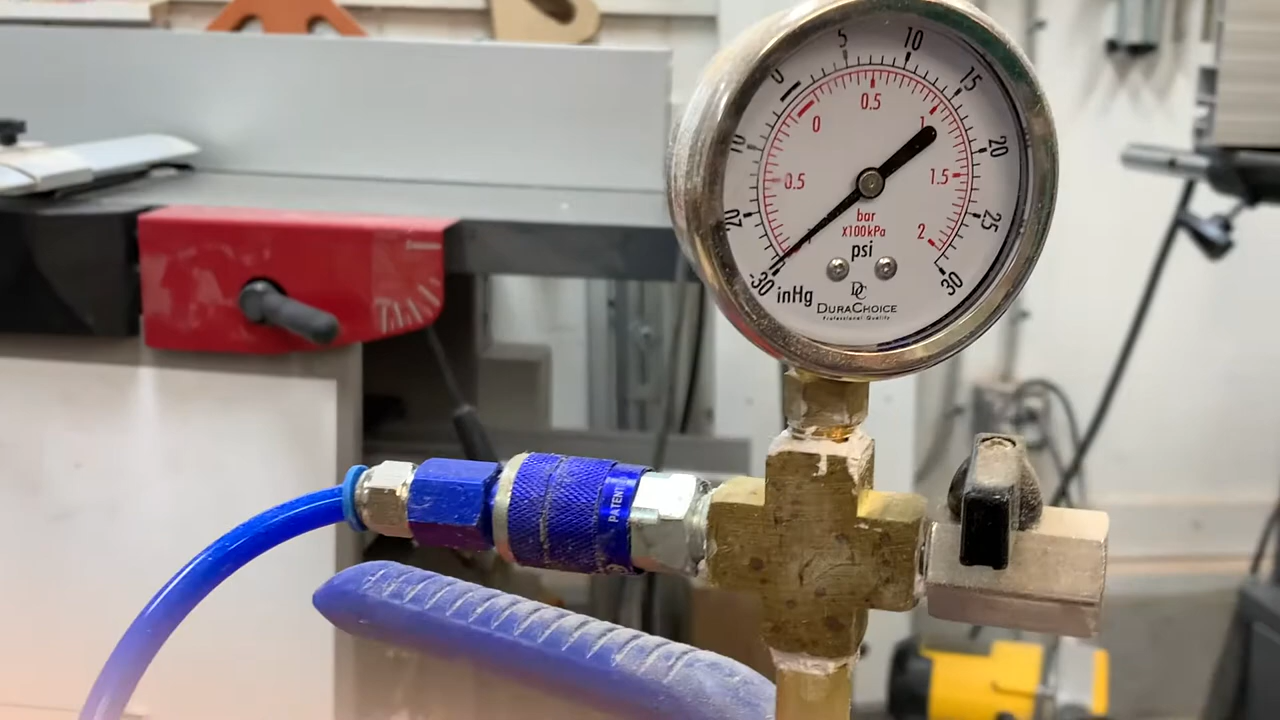 5
10
0
15
0.5
0
1
10
20
0.5
1.5
20
bar
x100kPa
25
2
psi
-30 inHg
30
DC
DURACHOICE
Professional Quality
PATENT